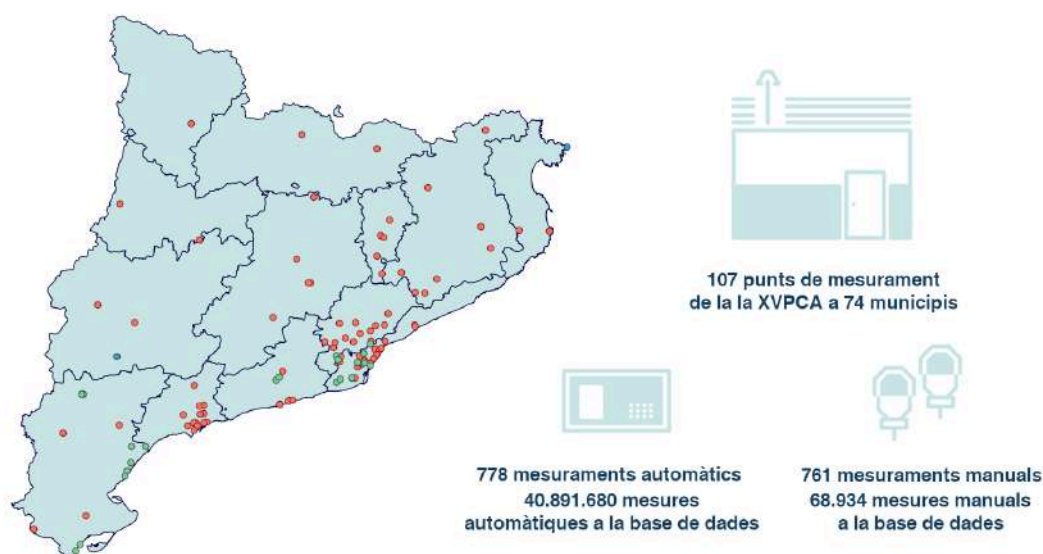 107 punts de mesurament
de la la XVPCA a 74 municipis
778 mesuraments automàtics
40.891.680 mesures
automàtiques a la base de dades
761 mesuraments manuals
68.934 mesures manuals
a la base de dades